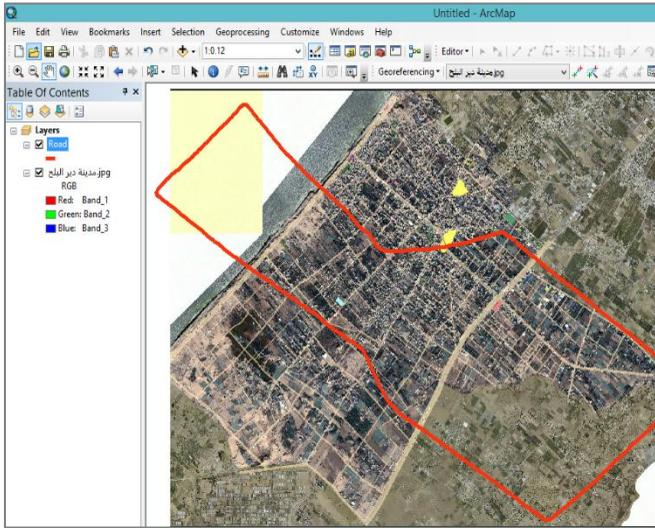 Untitled - ArcMap
File Edit View Bookmarks Insert Selection Geoprocessing Customize Windows Help
1:0.12
Editor
Georeferencing
مدينة دير البلح.jpg
Table Of Contents
Layers
Road
مدينة دير البلح.jpg
RGB
Red: Band_1
Green: Band_2
Blue: Band_3